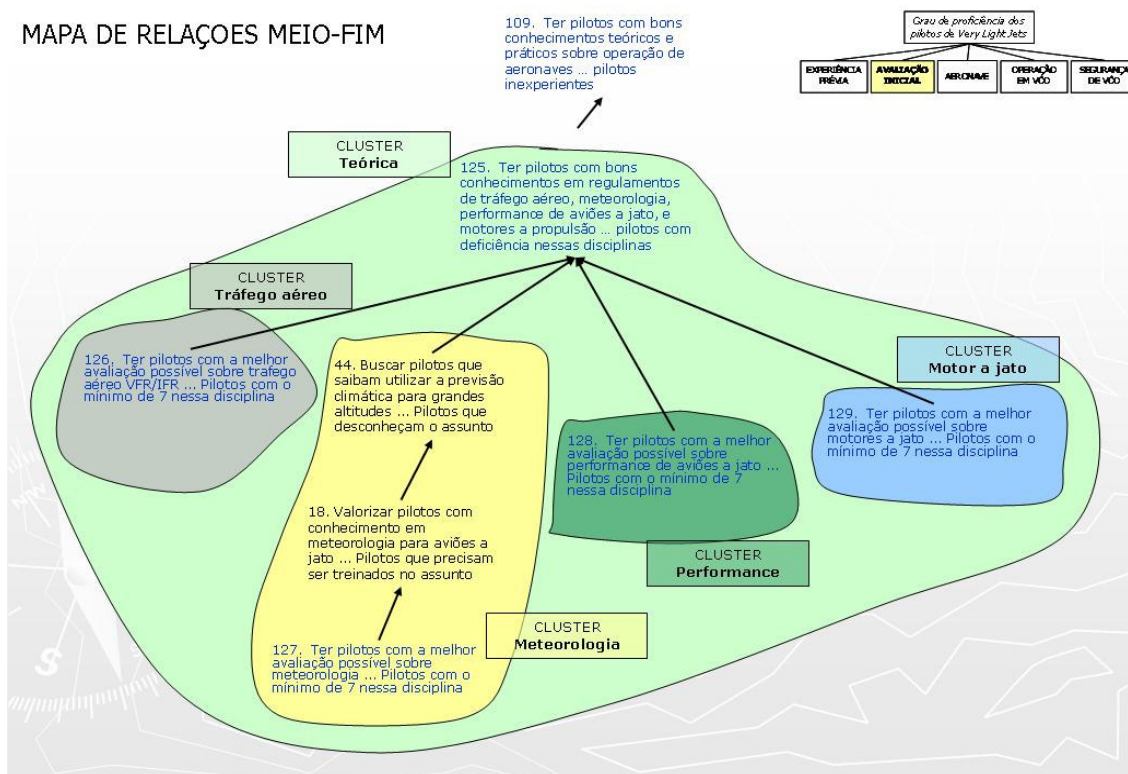 MAPA DE RELAÇOES MEIO-FIM
109. Ter pilotos com bons
conhecimentos teóricos e
práticos sobre operação de
aeronaves ... pilotos
inexperientes
Grau de proficiência dos
pilotos de Very Light Jets
EXPERIÊNCIA
PRÉVIA
AVALIAÇÃO
INICIAL
AERONAVE
OPERAÇÃO
EM VÔO
SEGURANÇA
DE VÔO
CLUSTER
Teórica
125. Ter pilotos com bons
conhecimentos em regulamentos
de tráfego aéreo, meteorologia,
performance de aviões a jato, e
motores a propulsão ... pilotos com
deficiência nessas disciplinas
CLUSTER
Tráfego aéreo
126. Ter pilotos com a melhor
avaliação possível sobre trafego
aéreo VFR/IFR ... Pilotos com o
mínimo de 7 nessa disciplina
44. Buscar pilotos que
saibam utilizar a previsão
climática para grandes
altitudes ... Pilotos que
desconheçam o assunto
CLUSTER
Motor a jato
129. Ter pilotos com a melhor
avaliação possível sobre
motores a jato ... Pilotos com o
mínimo de 7 nessa disciplina
128. Ter pilotos com a melhor
avaliação possível sobre
performance de aviões a jato ...
Pilotos com o mínimo de 7
nessa disciplina
18. Valorizar pilotos com
conhecimento em
meteorologia para aviões a
jato ... Pilotos que precisam
ser treinados no assunto
CLUSTER
Performance
CLUSTER
Meteorologia
127. Ter pilotos com a melhor
avaliação possível sobre
meteorologia ... Pilotos com o
mínimo de 7 nessa disciplina
NW
S